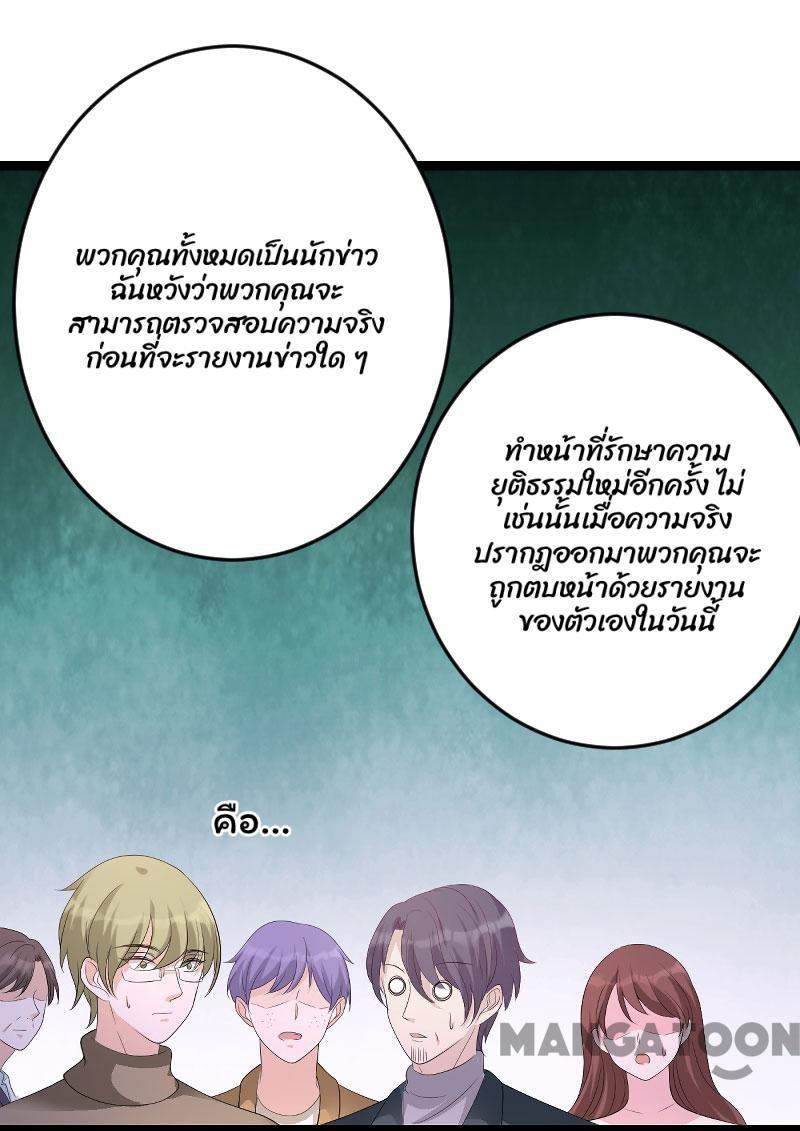 พวกคุณทั้งหมดเป็นนักข่าว
ฉันหวังว่าพวกคุณจะ
สามารถตรวจสอบความจริง
ก่อนที่จะรายงานข่าวใด ๆ
ทำหน้าที่รักษาความ
ยุติธรรมใหม่อีกครั้ง ไม่
เช่นนั้นเมื่อความจริง
ปรากฎออกมาพวกคุณจะ
ถูกตบหน้าด้วยรายงาน
ของตัวเองในวันนี้
คือ...
MANGATOON